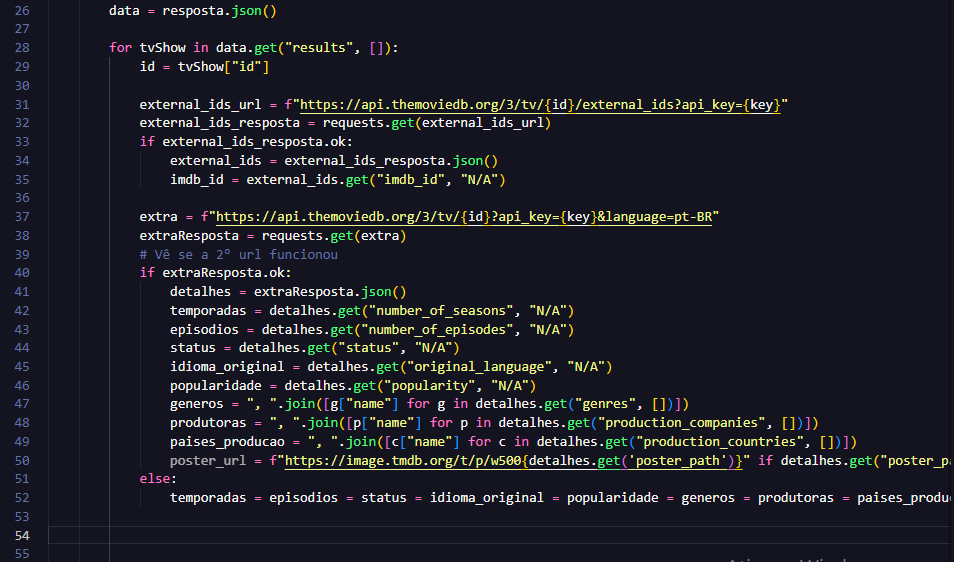 26 data = resposta.json()
27
28 for tvShow in data.get("results", []):
29 id = tvShow["id"]
30
31 external_ids_url = f"https://api.themoviedb.org/3/tv/{id}/external_ids?api_key={key}"
32 external_ids_resposta = requests.get(external_ids_url)
33 if external_ids_resposta.ok:
34 external_ids = external_ids_resposta.json()
35 imdb_id = external_ids.get("imdb_id", "N/A")
36
37 extra = f"https://api.themoviedb.org/3/tv/{id}?api_key={key}&language=pt-BR"
38 extraResposta = requests.get(extra)
39 # Vê se a 2º url funcionou
40 if extraResposta.ok:
41 detalhes = extraResposta.json()
42 temporadas = detalhes.get("number_of_seasons", "N/A")
43 episodios = detalhes.get("number_of_episodes", "N/A")
44 status = detalhes.get("status", "N/A")
45 idioma_original = detalhes.get("original_language", "N/A")
46 popularidade = detalhes.get("popularity", "N/A")
47 generos = ", ".join([g["name"] for g in detalhes.get("genres", [])])
48 produtoras = ", ".join([p["name"] for p in detalhes.get("production_companies", [])])
49 paises_producao = ", ".join([c["name"] for c in detalhes.get("production_countries", [])])
50 poster_url = f"https://image.tmdb.org/t/p/w500{detalhes.get('poster_path')}" if detalhes.get("poster_p
51 else:
52 temporadas = episodios = status = idioma_original = popularidade = generos = produtoras = paises_produ
53
54
55